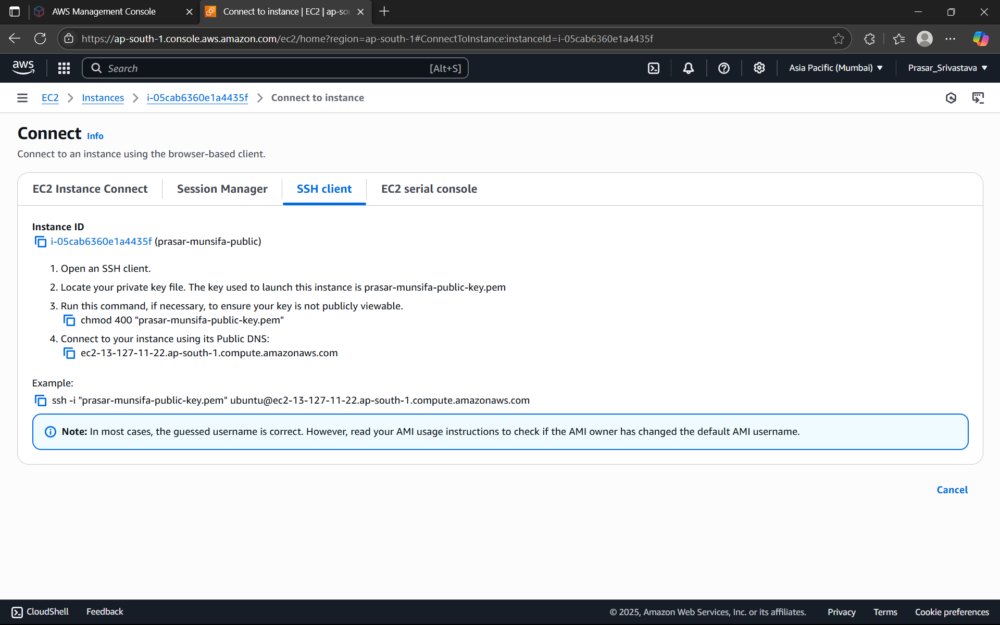 AWS Management Console
Connect to instance | EC2 | ap-sou
https://ap-south-1.console.aws.amazon.com/ec2/home?region=ap-south-1#ConnectToInstance:instanceId=i-05cab6360e1a4435f
aws
Search
[Alt+S]
Asia Pacific (Mumbai)
Prasar_Srivastava
EC2
Instances
i-05cab6360e1a4435f
Connect to instance
Connect Info
Connect to an instance using the browser-based client.
EC2 Instance Connect
Session Manager
SSH client
EC2 serial console
Instance ID
i-05cab6360e1a4435f (prasar-munsifa-public)
1. Open an SSH client.
2. Locate your private key file. The key used to launch this instance is prasar-munsifa-public-key.pem
3. Run this command, if necessary, to ensure your key is not publicly viewable.
chmod 400 "prasar-munsifa-public-key.pem"
4. Connect to your instance using its Public DNS:
ec2-13-127-11-22.ap-south-1.compute.amazonaws.com
Example:
ssh -i "prasar-munsifa-public-key.pem" ubuntu@ec2-13-127-11-22.ap-south-1.compute.amazonaws.com
Note: In most cases, the guessed username is correct. However, read your AMI usage instructions to check if the AMI owner has changed the default AMI username.
Cancel
CloudShell
Feedback
© 2025, Amazon Web Services, Inc. or its affiliates.
Privacy
Terms
Cookie preferences